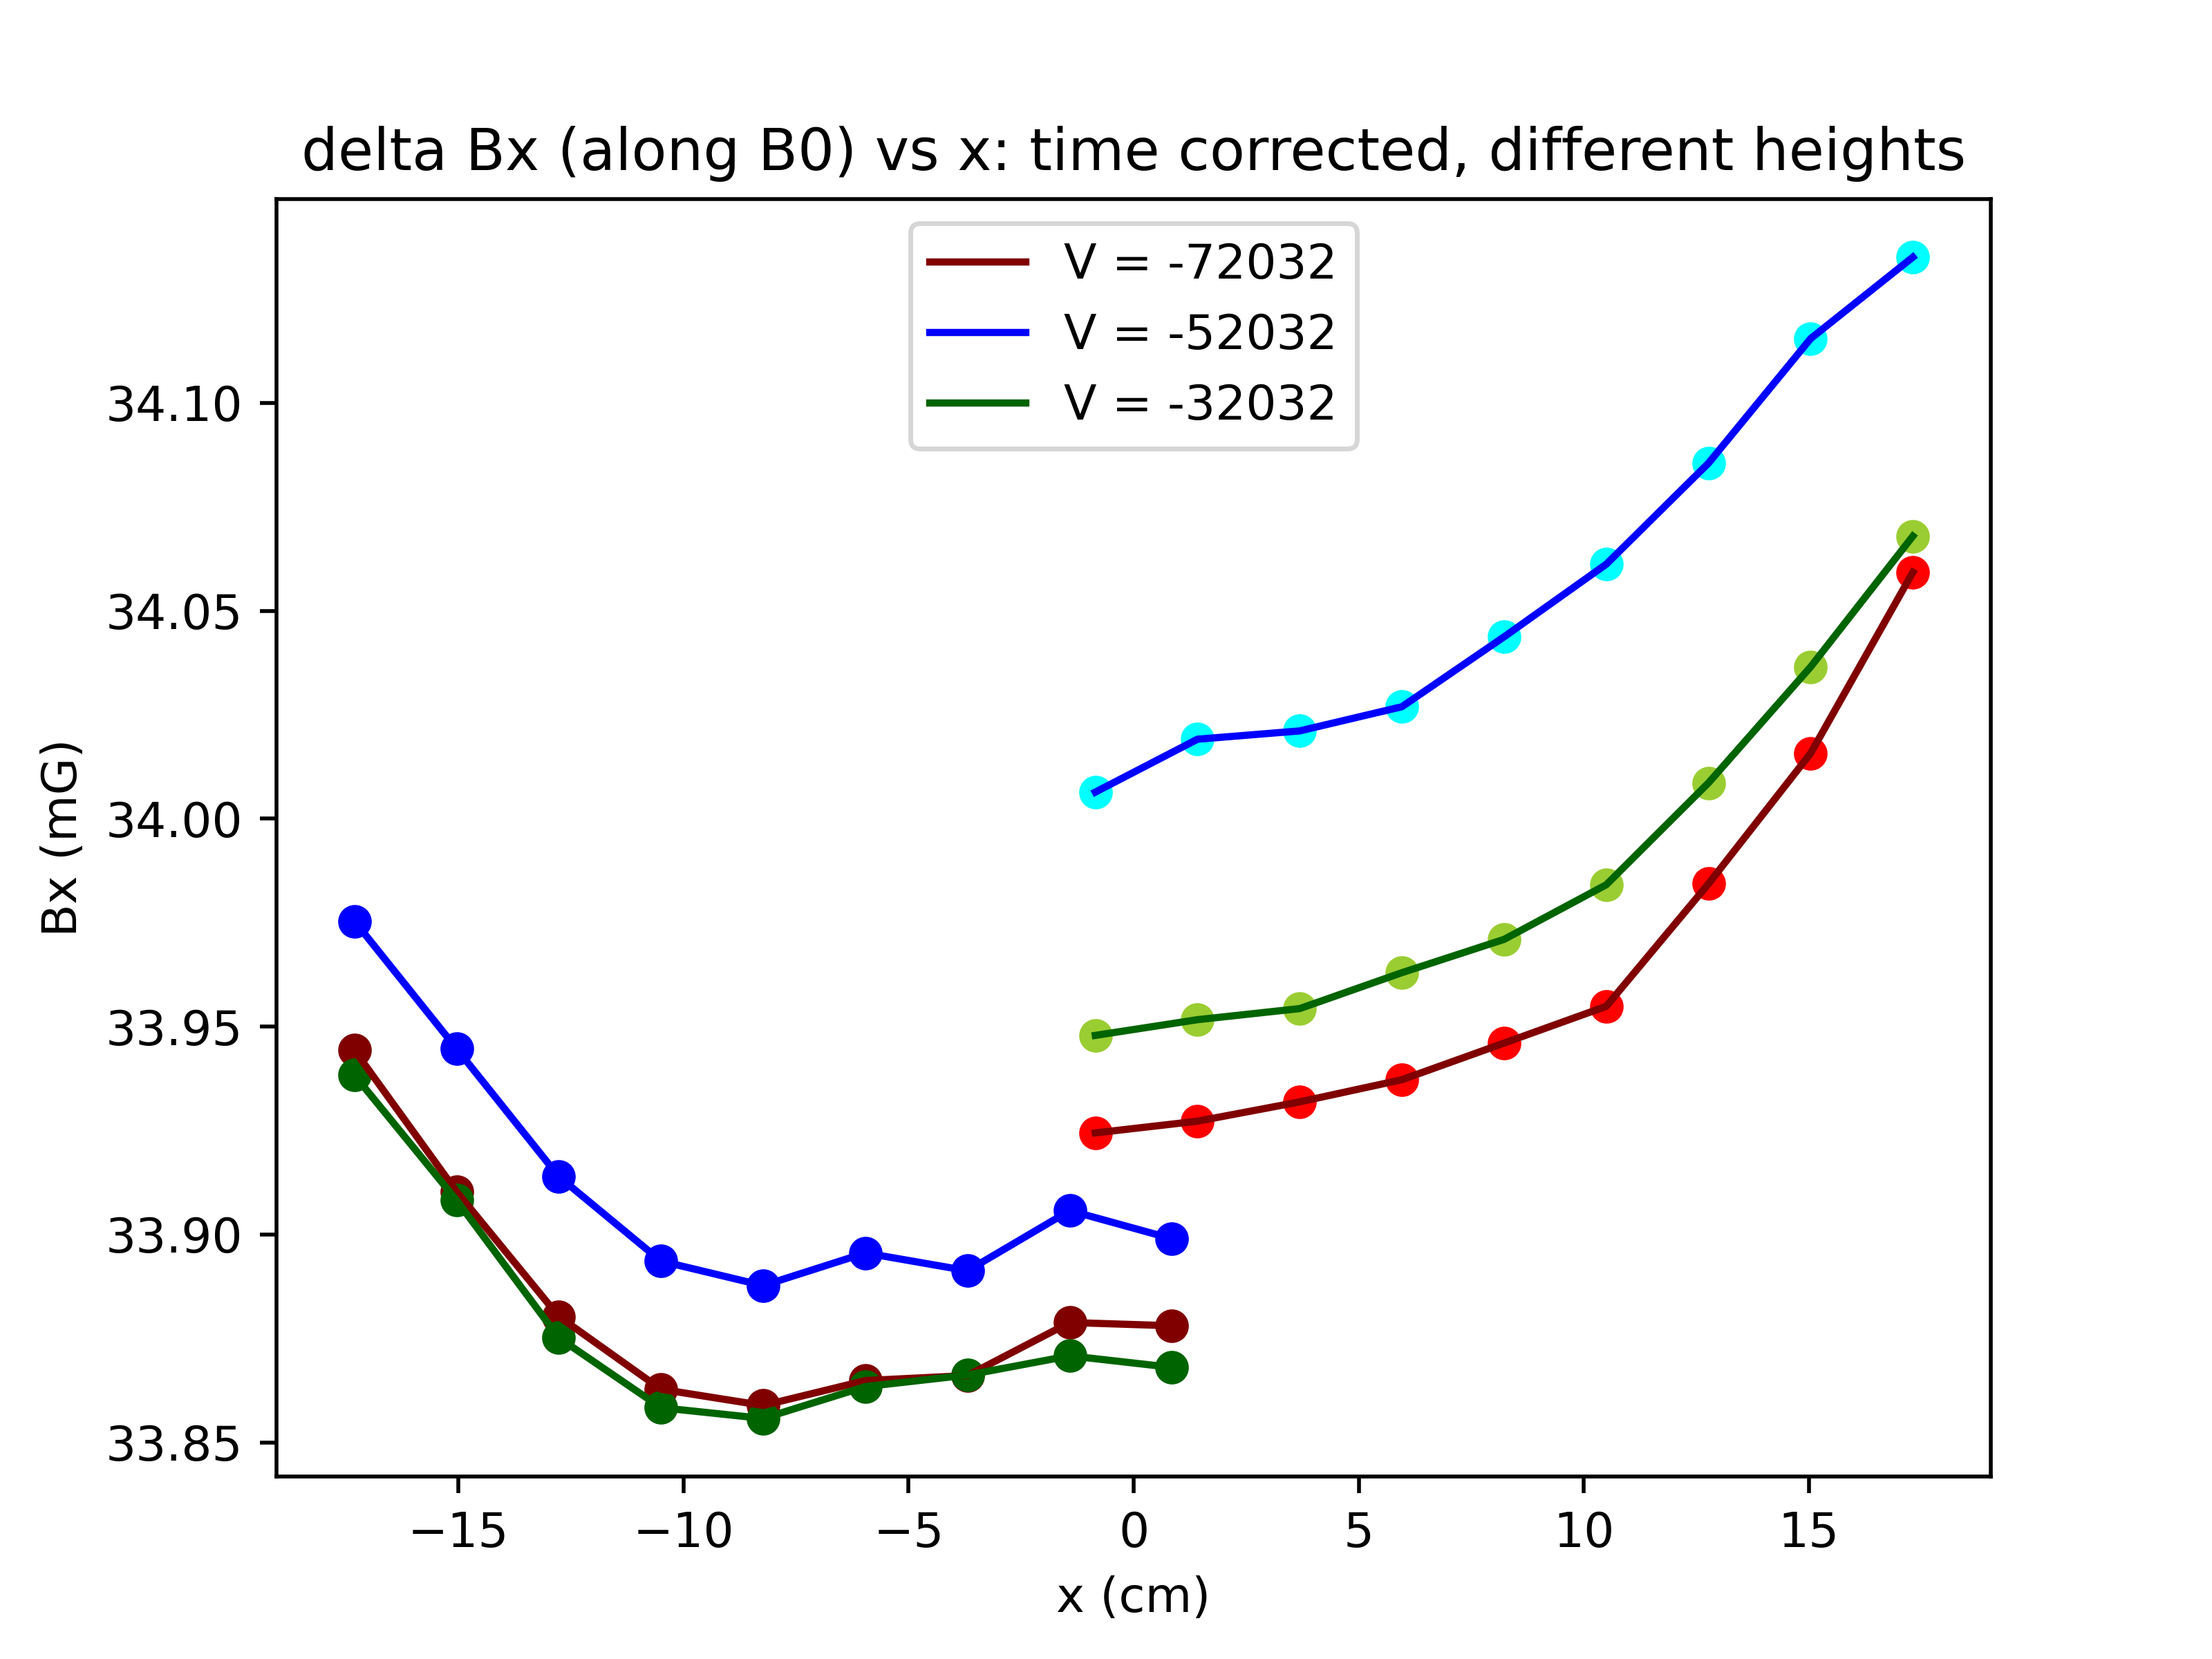 delta Bx (along B0) vs x: time corrected, different heights
V = -72032
V = -52032
V = -32032
34.10
34.05
34.00
33.95
33.90
33.85
Bx (mG)
−15 −10 −5 0 5 10 15
x (cm)